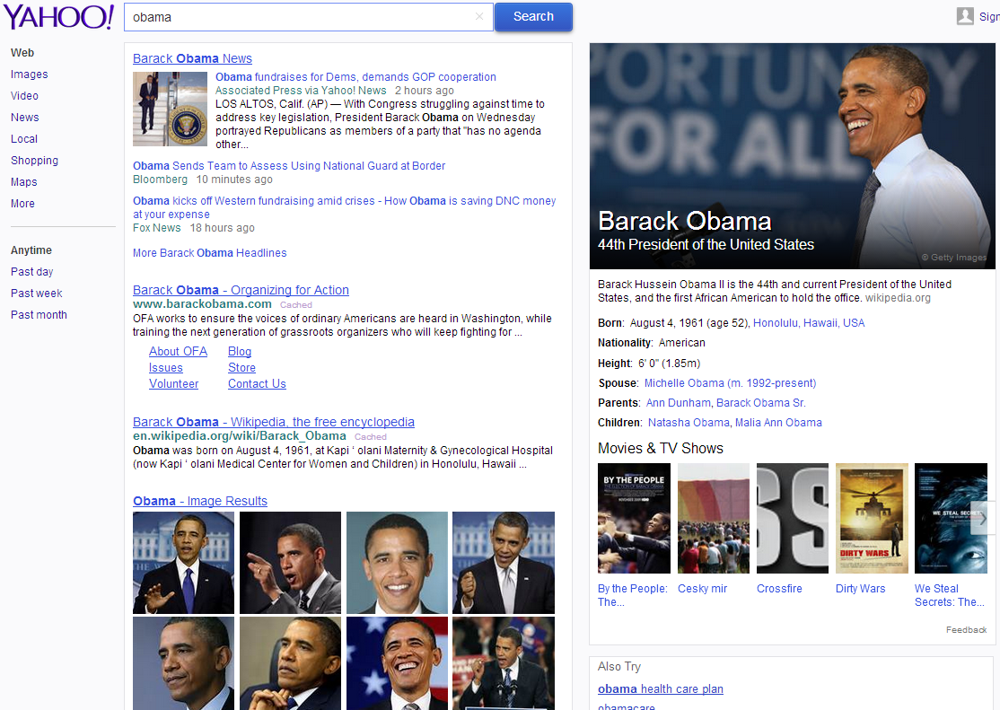 YAHOO!
obama
Search
Sign
Web
Images
Video
News
Local
Shopping
Maps
More
Anytime
Past day
Past week
Past month
Barack Obama News
Obama fundraises for Dems, demands GOP cooperation
Associated Press via Yahoo! News 2 hours ago
LOS ALTOS, Calif. (AP) — With Congress struggling against time to
address key legislation, President Barack Obama on Wednesday
portrayed Republicans as members of a party that "has no agenda
other...
Obama Sends Team to Assess Using National Guard at Border
Bloomberg 10 minutes ago
Obama kicks off Western fundraising amid crises - How Obama is saving DNC money
at your expense
Fox News 18 hours ago
More Barack Obama Headlines
Barack Obama - Organizing for Action
www.barackobama.com Cached
OFA works to ensure the voices of ordinary Americans are heard in Washington, while
training the next generation of grassroots organizers who will keep fighting for ...
About OFA Blog
Issues Store
Volunteer Contact Us
Barack Obama - Wikipedia, the free encyclopedia
en.wikipedia.org/wiki/Barack_Obama Cached
Obama was born on August 4, 1961, at Kapi ʻ olani Maternity & Gynecological Hospital
(now Kapi ʻ olani Medical Center for Women and Children) in Honolulu, Hawaii ...
Obama - Image Results
PORTUNITY
FOR ALL
Barack Obama
44th President of the United States
© Getty Images
Barack Hussein Obama II is the 44th and current President of the United
States, and the first African American to hold the office. wikipedia.org
Born: August 4, 1961 (age 52), Honolulu, Hawaii, USA
Nationality: American
Height: 6' 0" (1.85m)
Spouse: Michelle Obama (m. 1992-present)
Parents: Ann Dunham, Barack Obama Sr.
Children: Natasha Obama, Malia Ann Obama
Movies & TV Shows
BY THE PEOPLE
THE ELECTION OF BARACK OBAMA
SS
DIRTY WARS
WE STEAL SECRETS
By the People: The...
Cesky mir
Crossfire
Dirty Wars
We Steal Secrets: The...
Feedback
Also Try
obama health care plan
obamacare